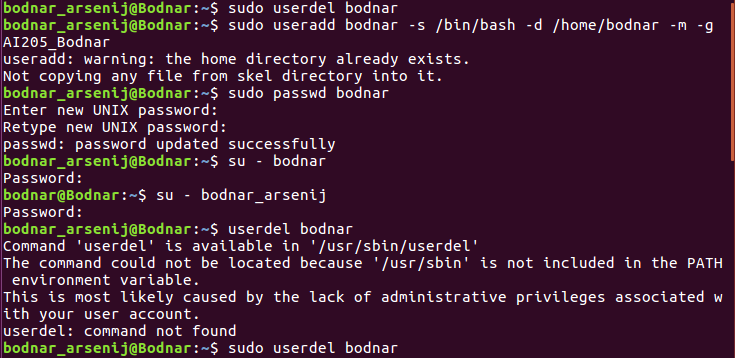 bodnar_arsenij@Bodnar:~$ sudo userdel bodnar
bodnar_arsenij@Bodnar:~$ sudo useradd bodnar -s /bin/bash -d /home/bodnar -m -g
AI205_Bodnar
useradd: warning: the home directory already exists.
Not copying any file from skel directory into it.
bodnar_arsenij@Bodnar:~$ sudo passwd bodnar
Enter new UNIX password:
Retype new UNIX password:
passwd: password updated successfully
bodnar_arsenij@Bodnar:~$ su - bodnar
Password:
bodnar@Bodnar:~$ su - bodnar_arsenij
Password:
bodnar_arsenij@Bodnar:~$ userdel bodnar
Command 'userdel' is available in '/usr/sbin/userdel'
The command could not be located because '/usr/sbin' is not included in the PATH
 environment variable.
This is most likely caused by the lack of administrative privileges associated w
ith your user account.
userdel: command not found
bodnar_arsenij@Bodnar:~$ sudo userdel bodnar